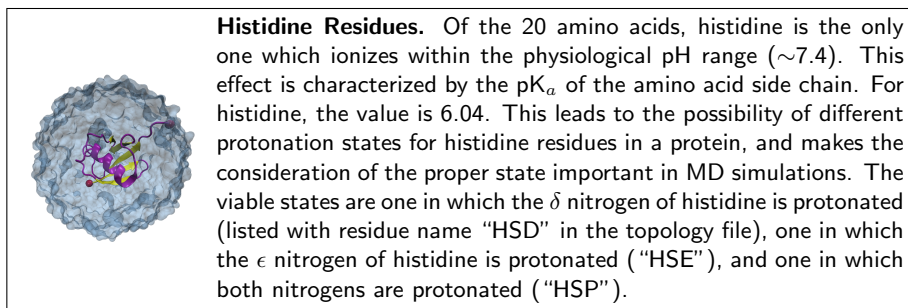 Histidine Residues. Of the 20 amino acids, histidine is the only
one which ionizes within the physiological pH range (∼7.4). This
effect is characterized by the pKₐ of the amino acid side chain. For
histidine, the value is 6.04. This leads to the possibility of different
protonation states for histidine residues in a protein, and makes the
consideration of the proper state important in MD simulations. The
viable states are one in which the δ nitrogen of histidine is protonated
(listed with residue name “HSD” in the topology file), one in which
the ϵ nitrogen of histidine is protonated (“HSE”), and one in which
both nitrogens are protonated (“HSP”).